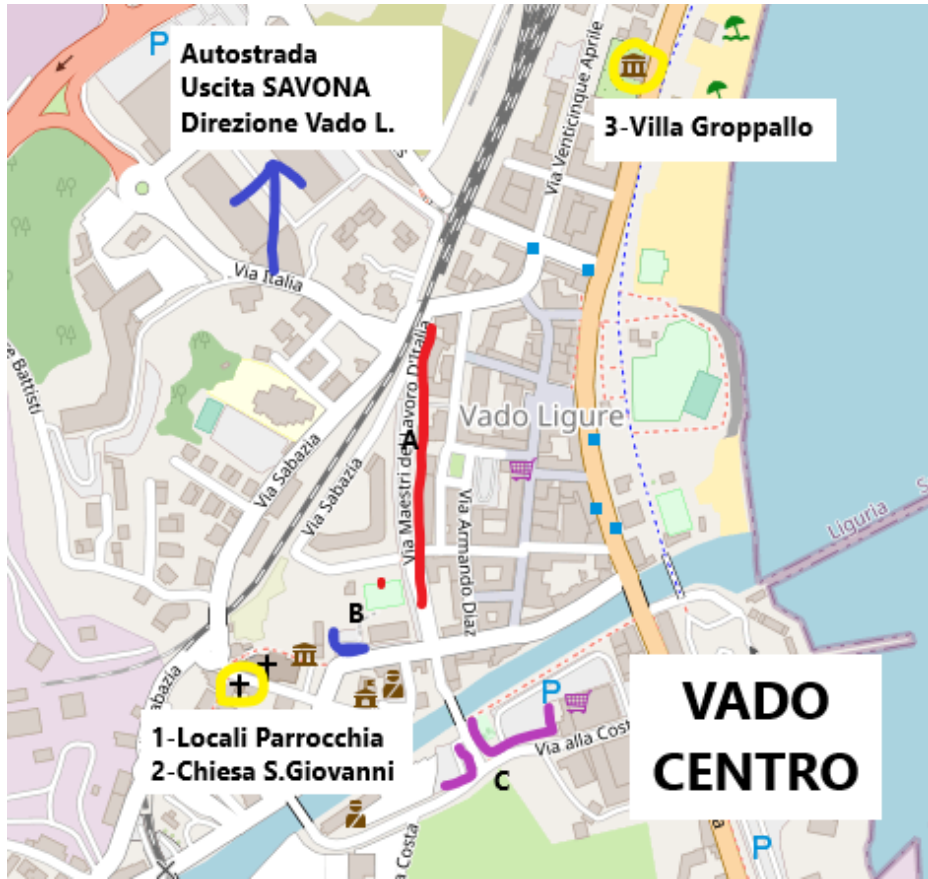 P
Autostrada
Uscita SAVONA
Direzione Vado L.
Via Venticinque Aprile
3-Villa Groppallo
Via Italia
Battisti
Via Maestri del Lavoro D'Italia
A
Vado Ligure
Via Sabazia
Via Sabazia
Via Armando Diaz
Liguria
S
B
Sabazia
1-Locali Parrocchia
2-Chiesa S.Giovanni
P
Via alla Costa
C
VADO
CENTRO
Costa
P